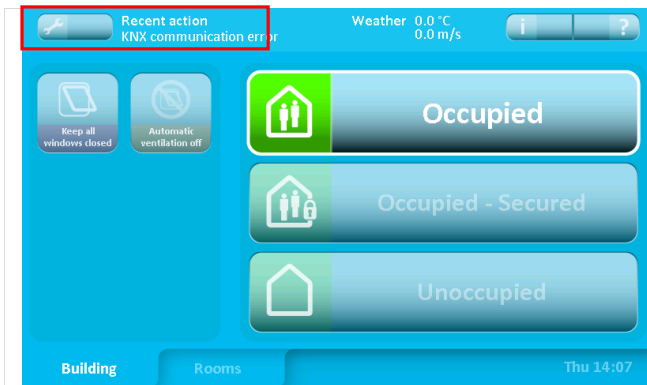 Recent action
KNX communication error
Weather 0.0 °C
0.0 m/s
i ?
Keep all
windows closed
Automatic
ventilation off
Occupied
Occupied - Secured
Unoccupied
Building Rooms Thu 14:07